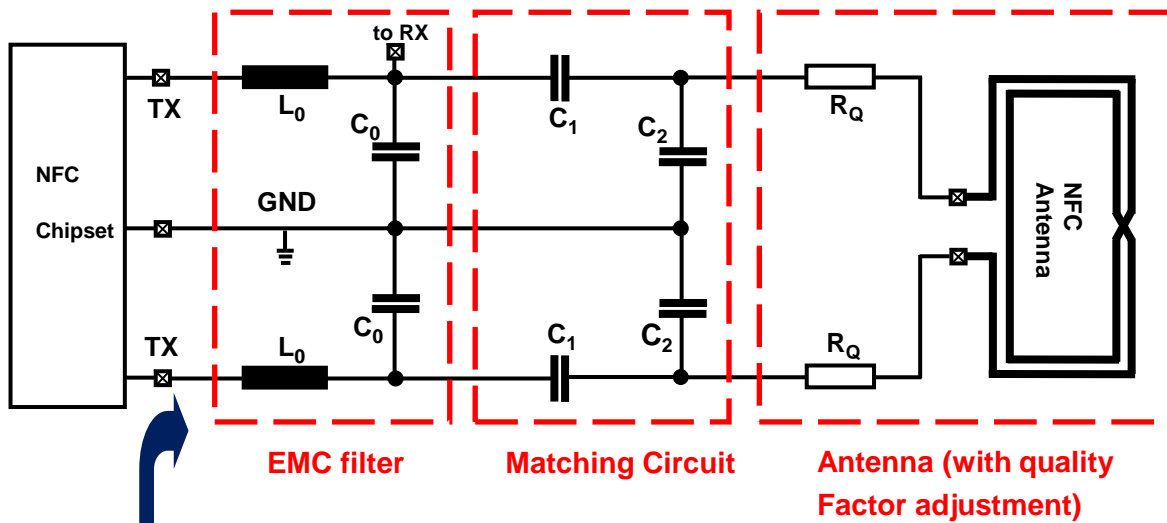 to RX
TX
L0
C0
C1
C2
RQ
NFC
Chipset
GND
NFC
Antenna
TX
L0
C0
C1
C2
RQ
EMC filter
Matching Circuit
Antenna (with quality
Factor adjustment)